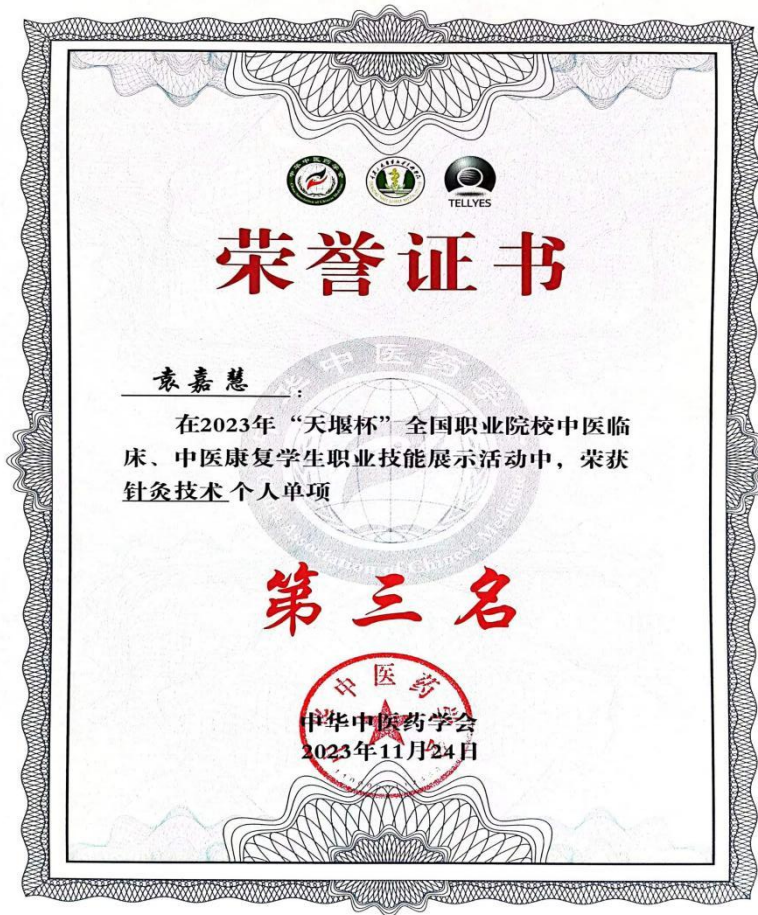 TELLYES
荣誉证书
袁嘉慧：
在2023年“天堰杯”全国职业院校中医临
床、中医康复学生职业技能展示活动中，荣获
针灸技术个人单项
第三名
中华中医药学会
2023年11月24日